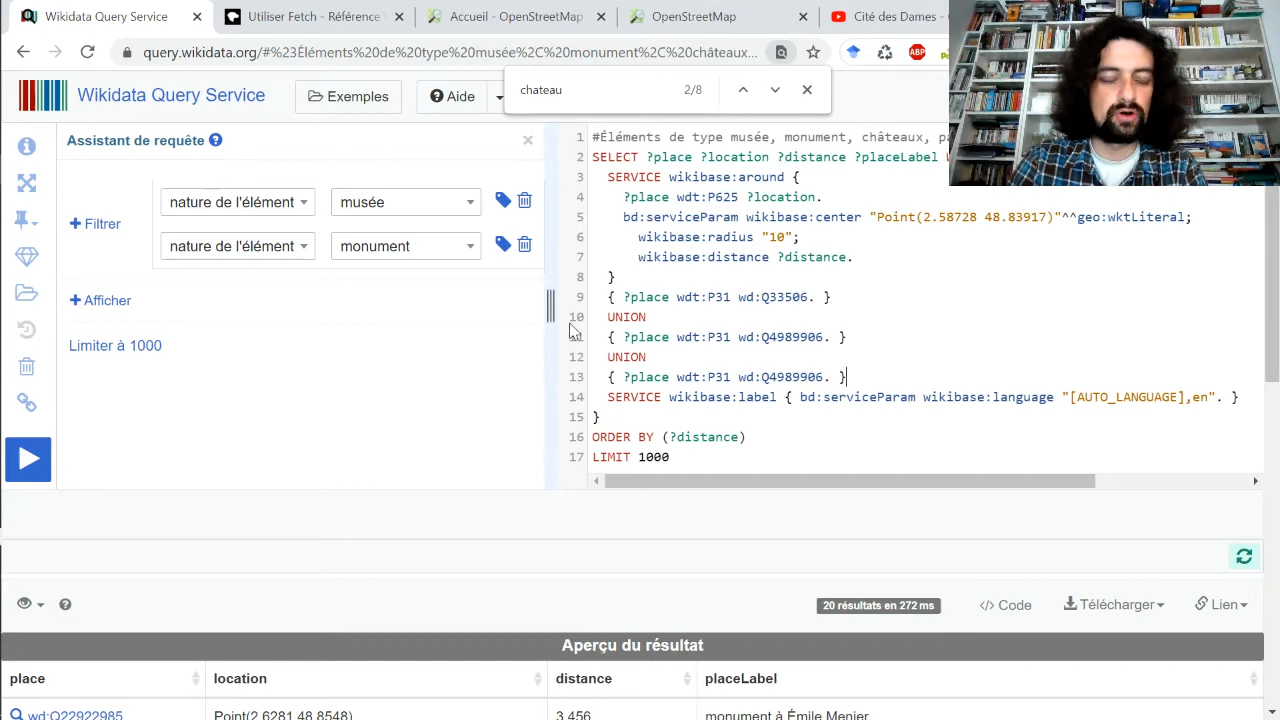 Wikidata Query Service
Utiliser Fetch - Référence
OpenStreetMap
Cité des Dames -
query.wikidata.org/#%23El
musé
%2C%20monument%2C%20châteaux...
ABP
chateau 2/8
Wikidata Query Service
Exemples
Aide
Assistant de requête
Filtrer
nature de l'élément musée
nature de l'élément monument
Afficher
Limiter à 1000
1 #Éléments de type musée, monument, châteaux, pa
2 SELECT ?place ?location ?distance ?placeLabel
3 SERVICE wikibase:around {
4 ?place wdt:P625 ?location.
5 bd:serviceParam wikibase:center "Point(2.58728 48.83917)"^^geo:wktLiteral;
6 wikibase:radius "10";
7 wikibase:distance ?distance.
8 }
9 { ?place wdt:P31 wd:Q33506. }
10 UNION
11 { ?place wdt:P31 wd:Q4989906. }
12 UNION
13 { ?place wdt:P31 wd:Q4989906. }
14 SERVICE wikibase:label { bd:serviceParam wikibase:language "[AUTO_LANGUAGE],en". }
15 }
16 ORDER BY (?distance)
17 LIMIT 1000
20 résultats en 272 ms
</> Code
Télécharger
Lien
Aperçu du résultat
place location distance placeLabel
wd:Q22922985 Point(2.6281 48.8548) 3.456 monument à Émile Menier